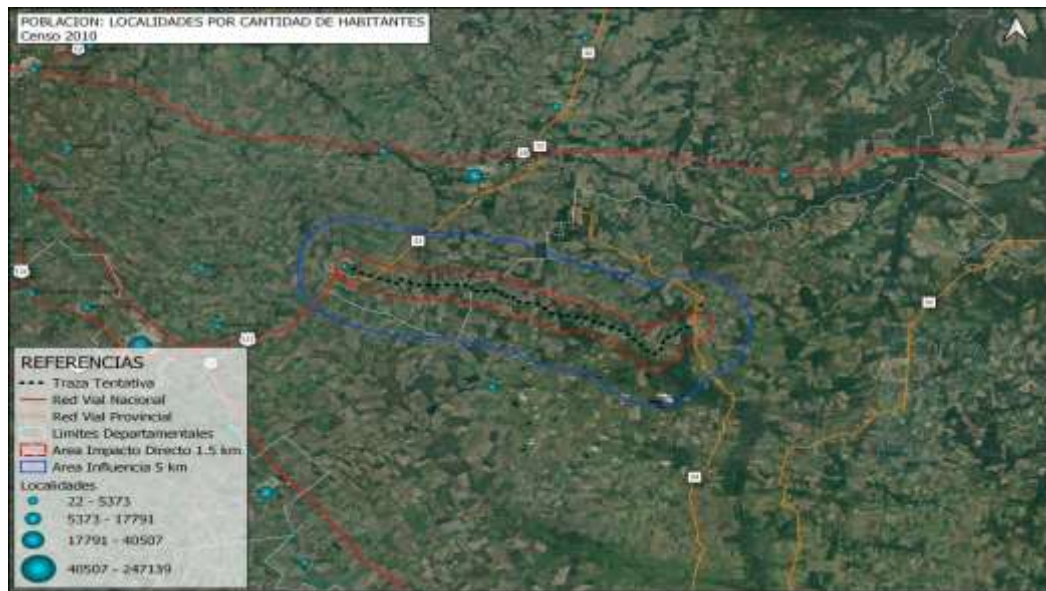 POBLACION: LOCALIDADES POR CANTIDAD DE HABITANTES
Censo 2010
REFERENCIAS
Traza Tentativa
Red Vial Nacional
Red Vial Provincial
Limites Departamentales
Area Impacto Directo 1.5 km
Area Influencia 5 km
Localidades
22 - 5373
5373 - 17791
17791 - 40507
40507 - 247139